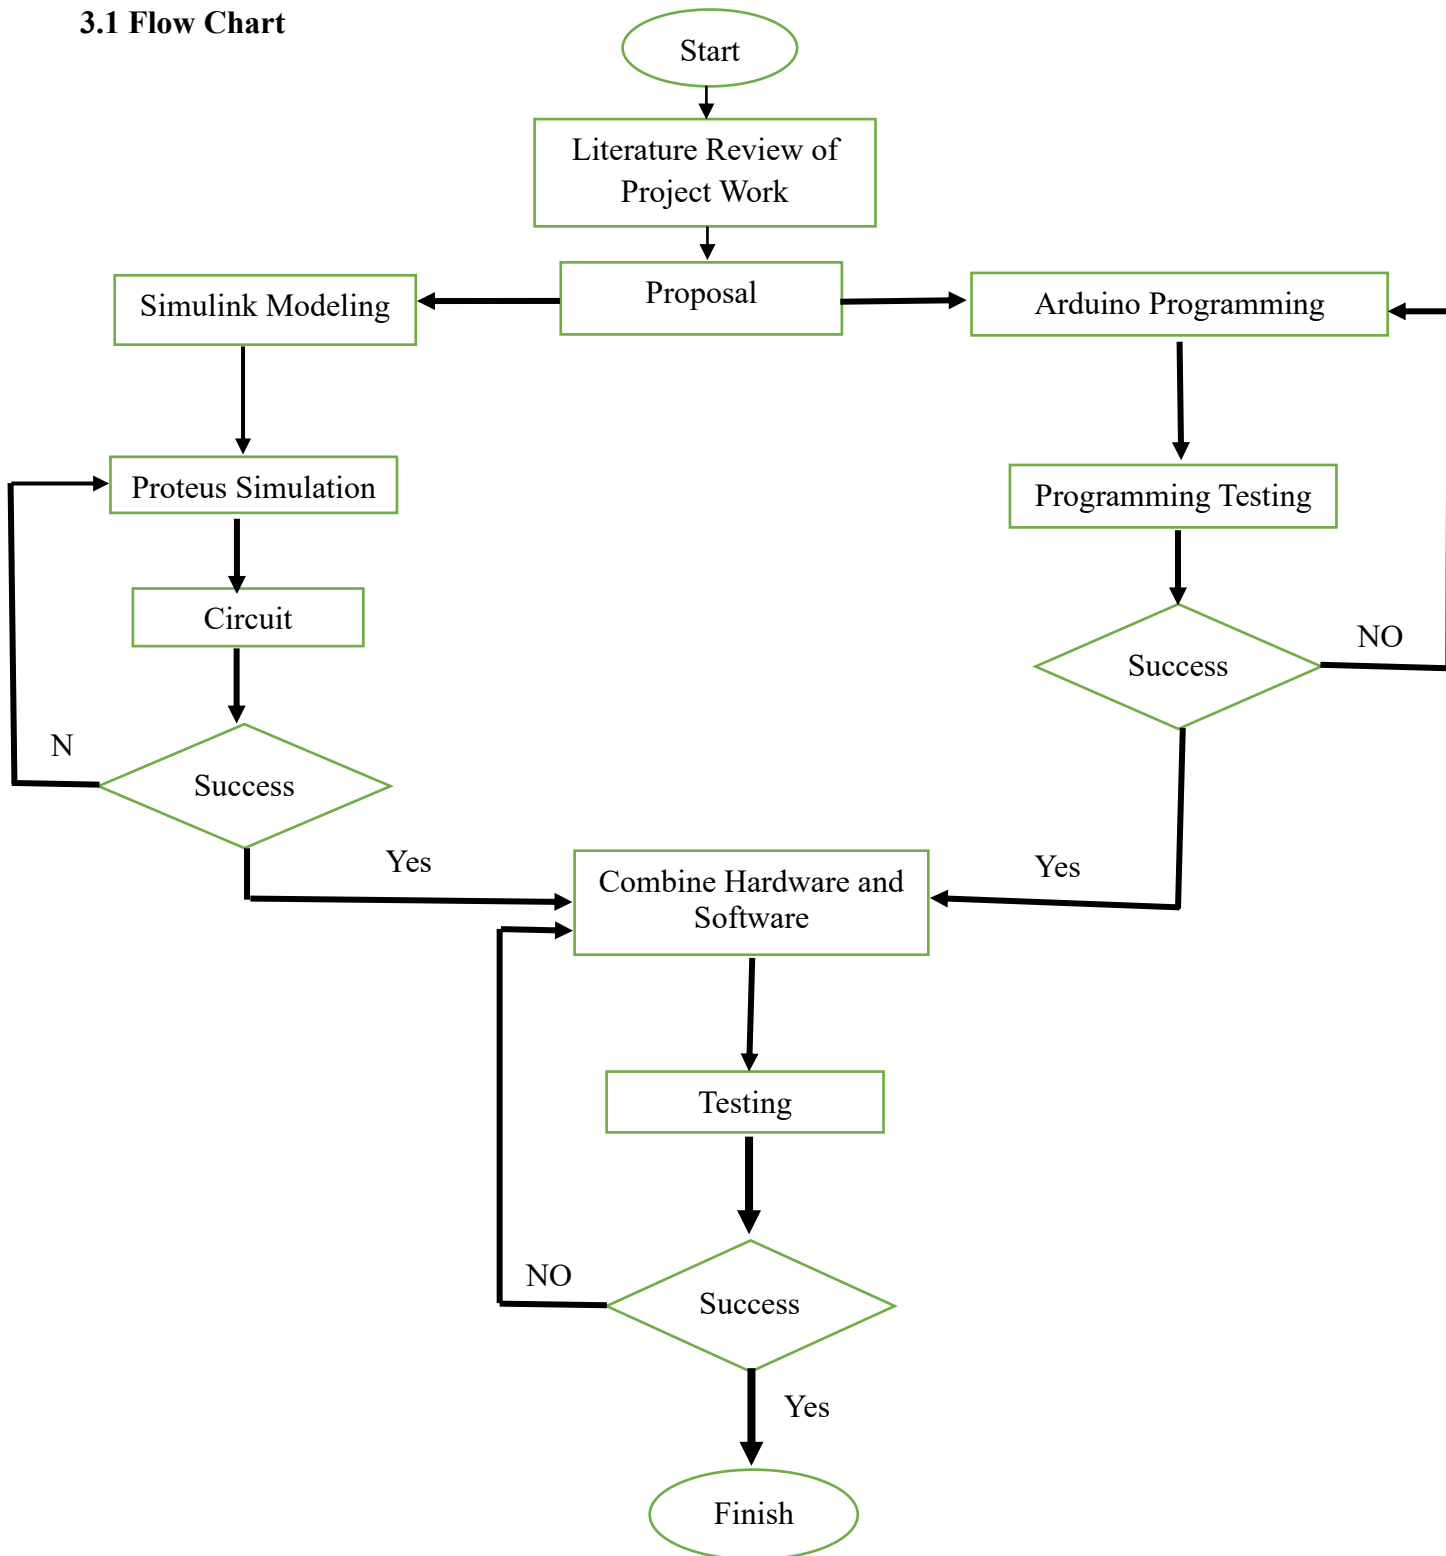 3.1 Flow Chart
Start
Literature Review of
Project Work
Proposal
Simulink Modeling
Arduino Programming
Proteus Simulation
Programming Testing
Circuit
Success
NO
N
Success
Yes
Combine Hardware and
Software
Yes
Testing
NO
Success
Yes
Finish